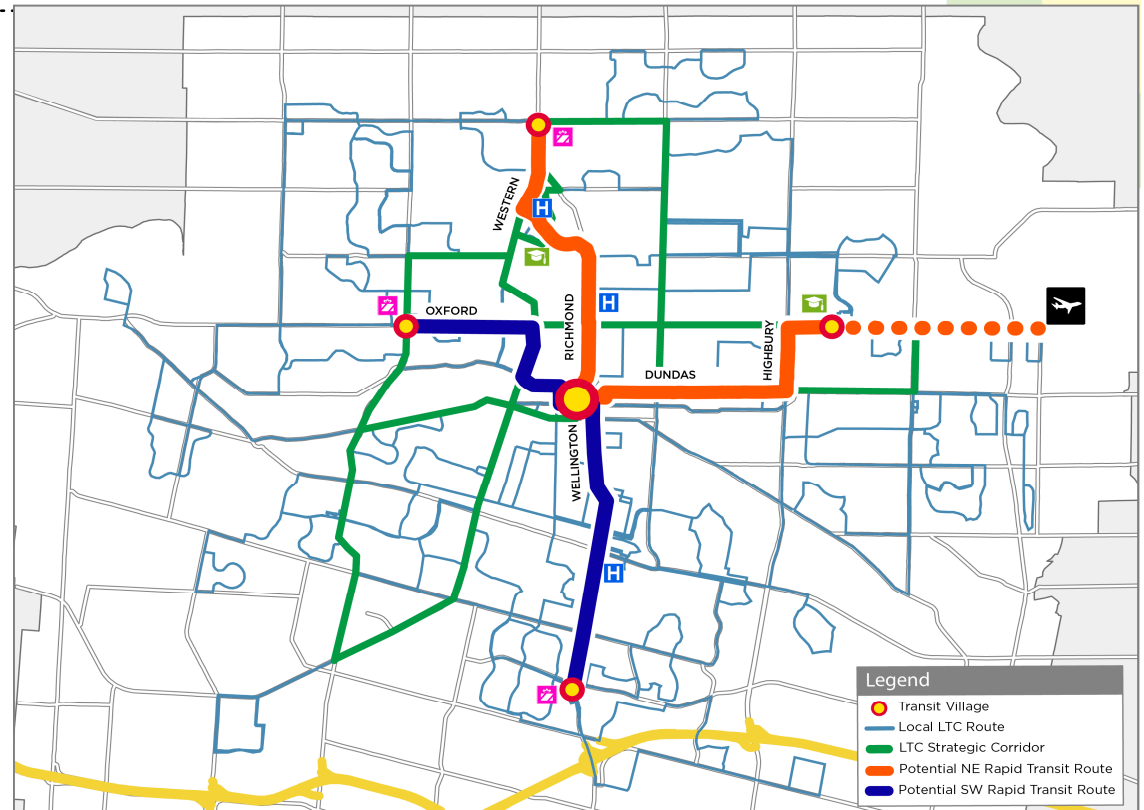 WESTERN
H
OXFORD
RICHMOND
H
HIGHBURY
DUNDAS
WELLINGTON
H
Legend
Transit Village
Local LTC Route
LTC Strategic Corridor
Potential NE Rapid Transit Route
Potential SW Rapid Transit Route